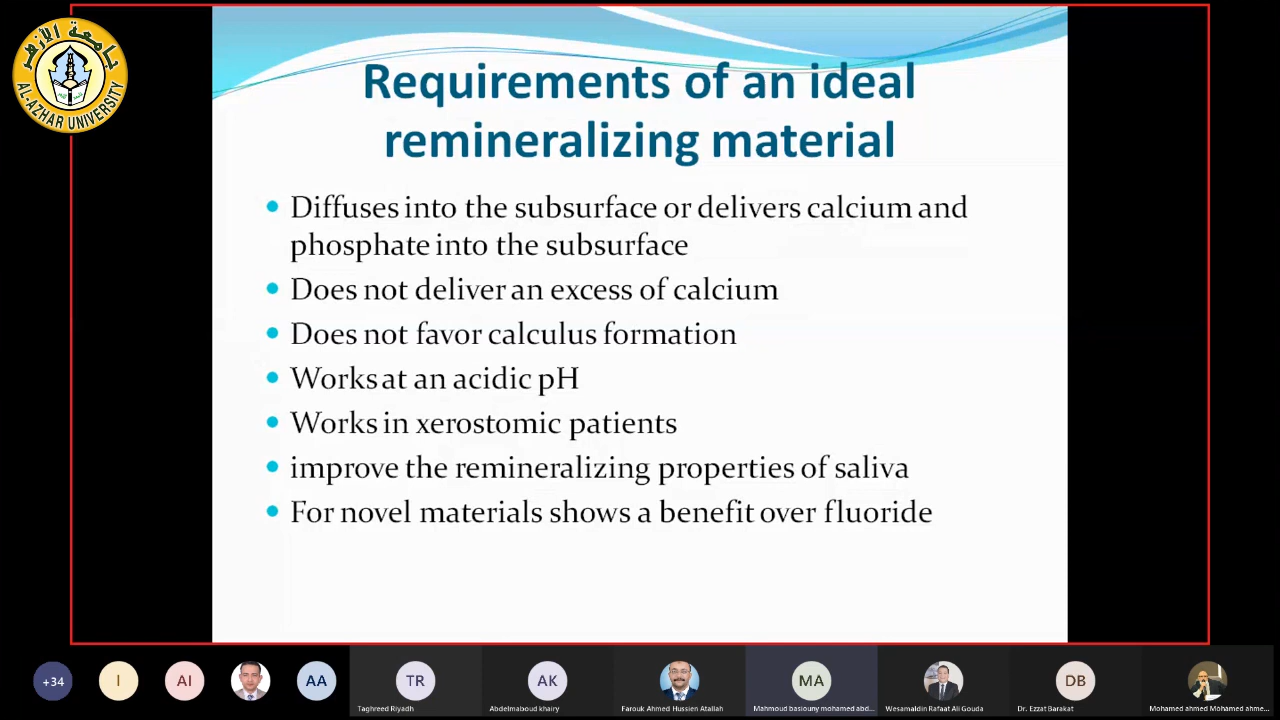 جامعة الأزهر
AL-AZHAR UNIVERSITY
Requirements of an ideal
remineralizing material
• Diffuses into the subsurface or delivers calcium and
phosphate into the subsurface
• Does not deliver an excess of calcium
• Does not favor calculus formation
• Works at an acidic pH
• Works in xerostomic patients
• improve the remineralizing properties of saliva
• For novel materials shows a benefit over fluoride
+34
I
AI
AA
TR
AK
MA
DB
Taghreed Riyadh
Abdelmaboud khairy
Farouk Ahmed Hussien Atallah
Mahmoud basiouny mohamed abd...
Wesamaldin Rafaat Ali Gouda
Dr. Ezzat Barakat
Mohamed ahmed Mohamed ahme...